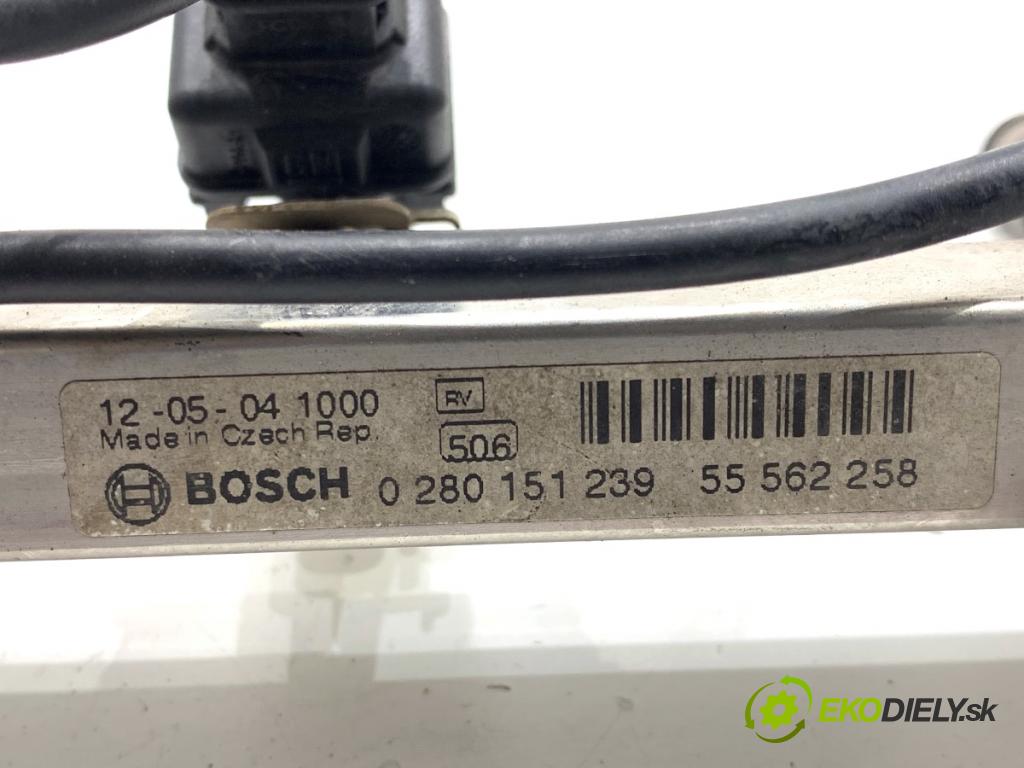 12-05-04 1000
RV
Made in Czech Rep.
506
BOSCH 0 280 151 239 55 562 258
EKODIELY.sk